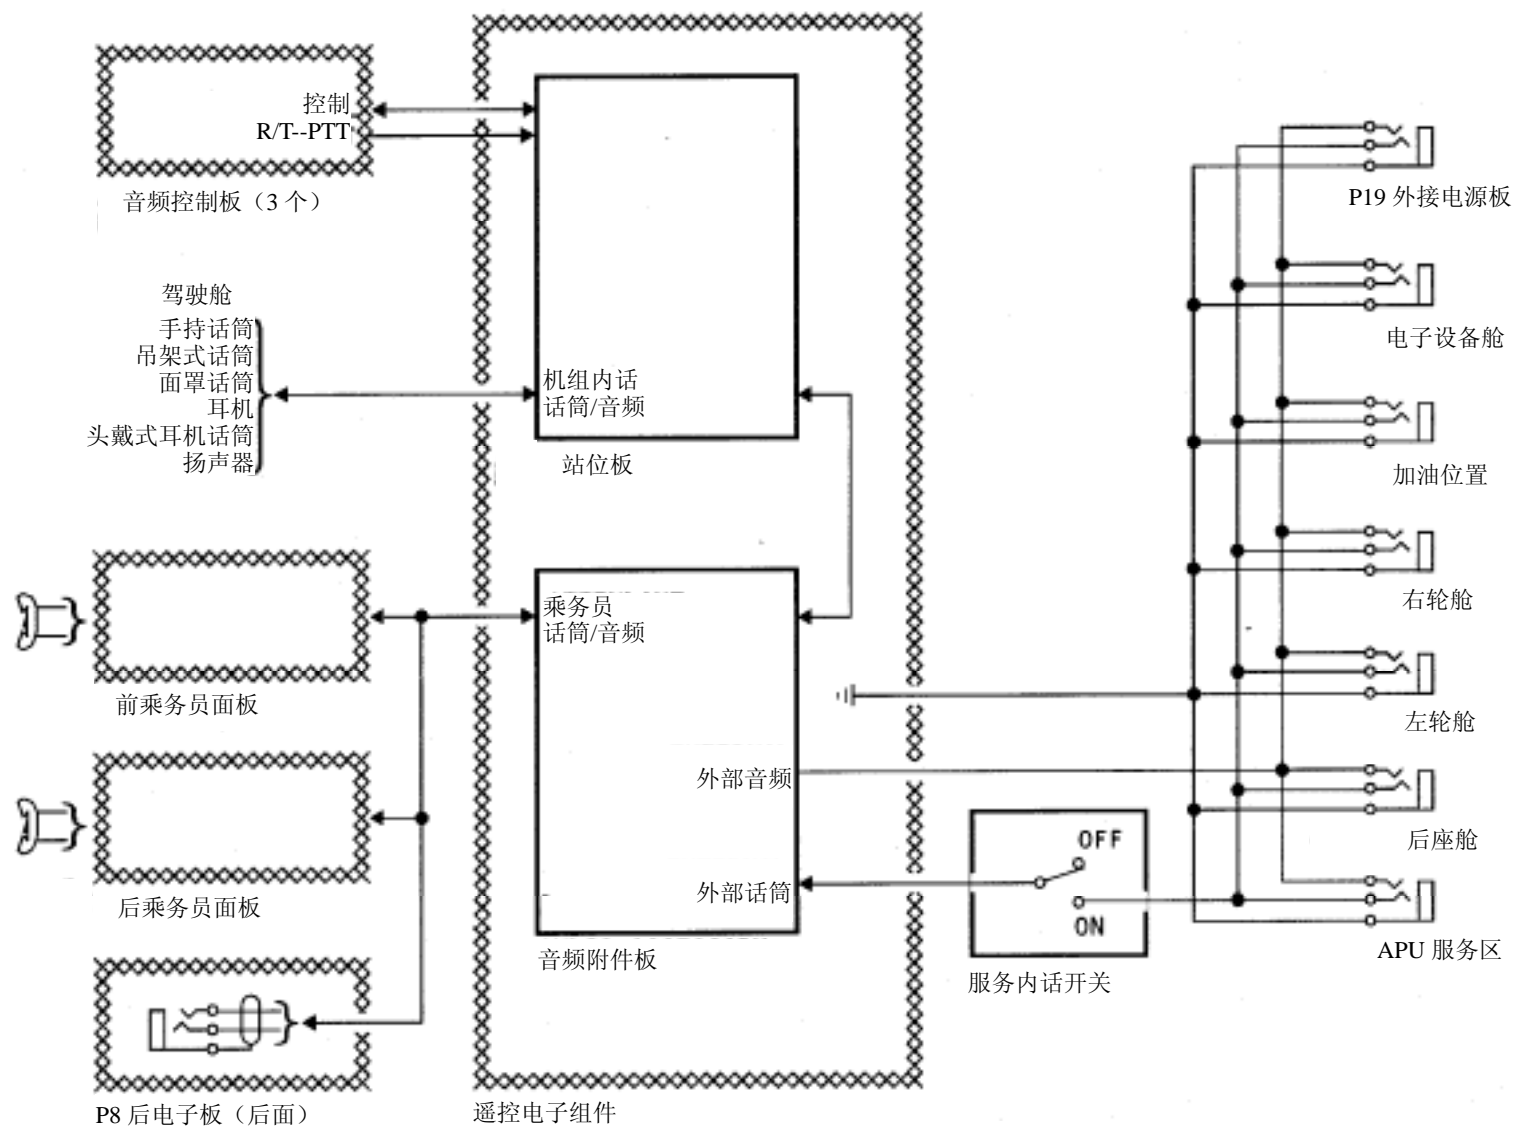 控制
R/T--PTT
音频控制板（3 个）
驾驶舱
手持话筒
吊架式话筒
面罩话筒
耳机
头戴式耳机话筒
扬声器
机组内话
话筒/音频
站位板
乘务员
话筒/音频
外部音频
外部话筒
音频附件板
前乘务员面板
后乘务员面板
P8 后电子板（后面）
遥控电子组件
OFF
ON
服务内话开关
P19 外接电源板
电子设备舱
加油位置
右轮舱
左轮舱
后座舱
APU 服务区